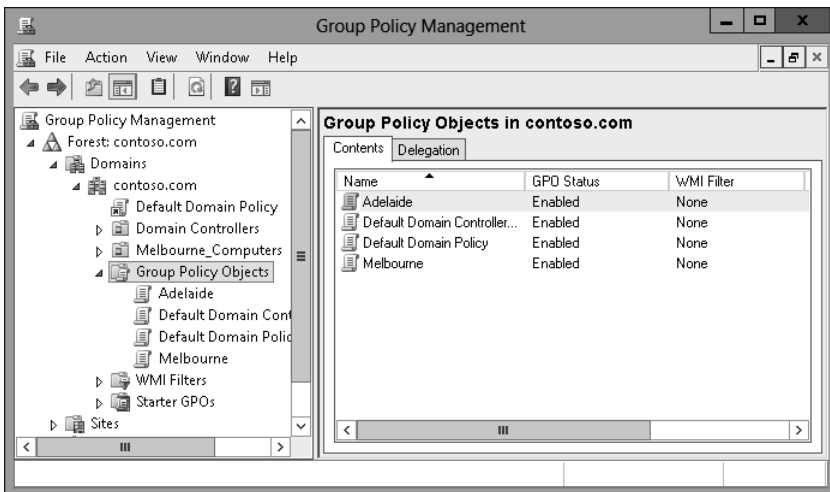 Group Policy Management
File Action View Window Help
Group Policy Management
Forest: contoso.com
Domains
contoso.com
Default Domain Policy
Domain Controllers
Melbourne_Computers
Group Policy Objects
Adelaide
Default Domain Cont
Default Domain Polic
Melbourne
WMI Filters
Starter GPOs
Sites
Group Policy Objects in contoso.com
Contents Delegation
Name GPO Status WMI Filter
Adelaide Enabled None
Default Domain Controller... Enabled None
Default Domain Policy Enabled None
Melbourne Enabled None